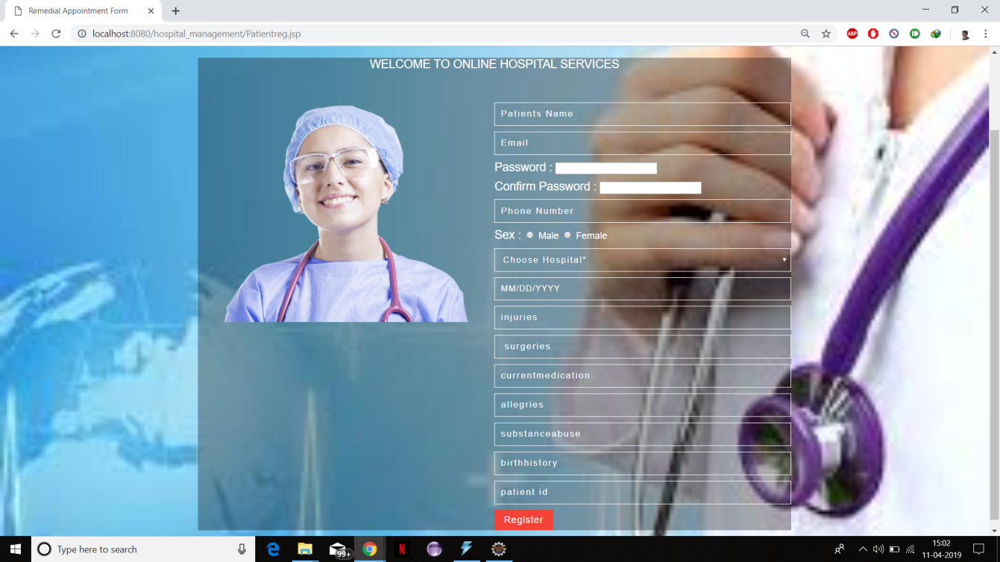 Remedial Appointment Form
localhost:8080/hospital_management/Patientreg.jsp
ABP
WELCOME TO ONLINE HOSPITAL SERVICES
Patients Name
Email
Password :
Confirm Password :
Phone Number
Sex : Male Female
Choose Hospital*
MM/DD/YYYY
injuries
surgeries
currentmedication
allegries
substanceabuse
birthhistory
patient id
Register
Type here to search
99+
N
15:02
11-04-2019